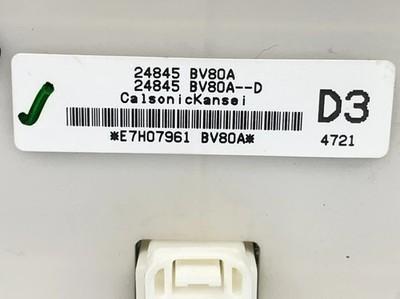 24845 BV80A
24845 BV80A--D
CalsonicKansei
D3
*E7H07961 BV80A*
4721